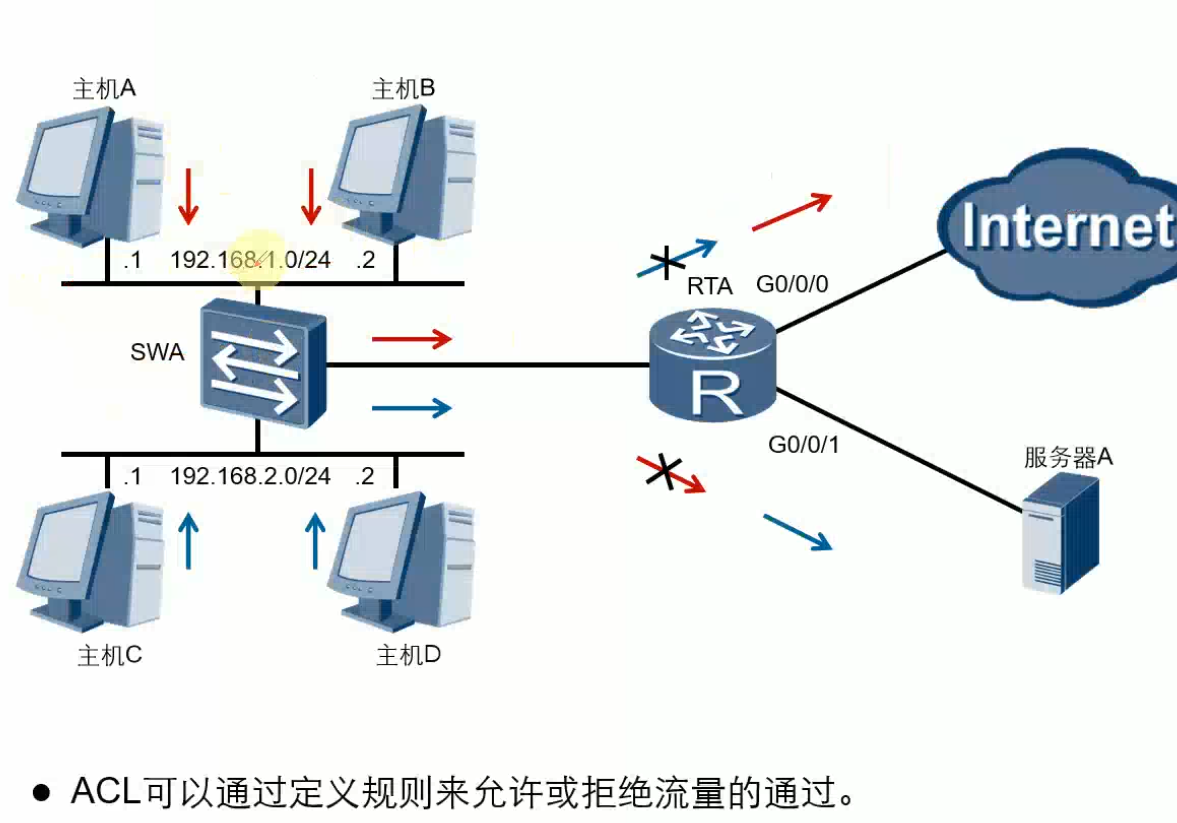 主机A
主机B
.1 192.168.1.0/24 .2
Internet
RTA G0/0/0
SWA
R
G0/0/1
服务器A
.1 192.168.2.0/24 .2
主机C
主机D
● ACL可以通过定义规则来允许或拒绝流量的通过。